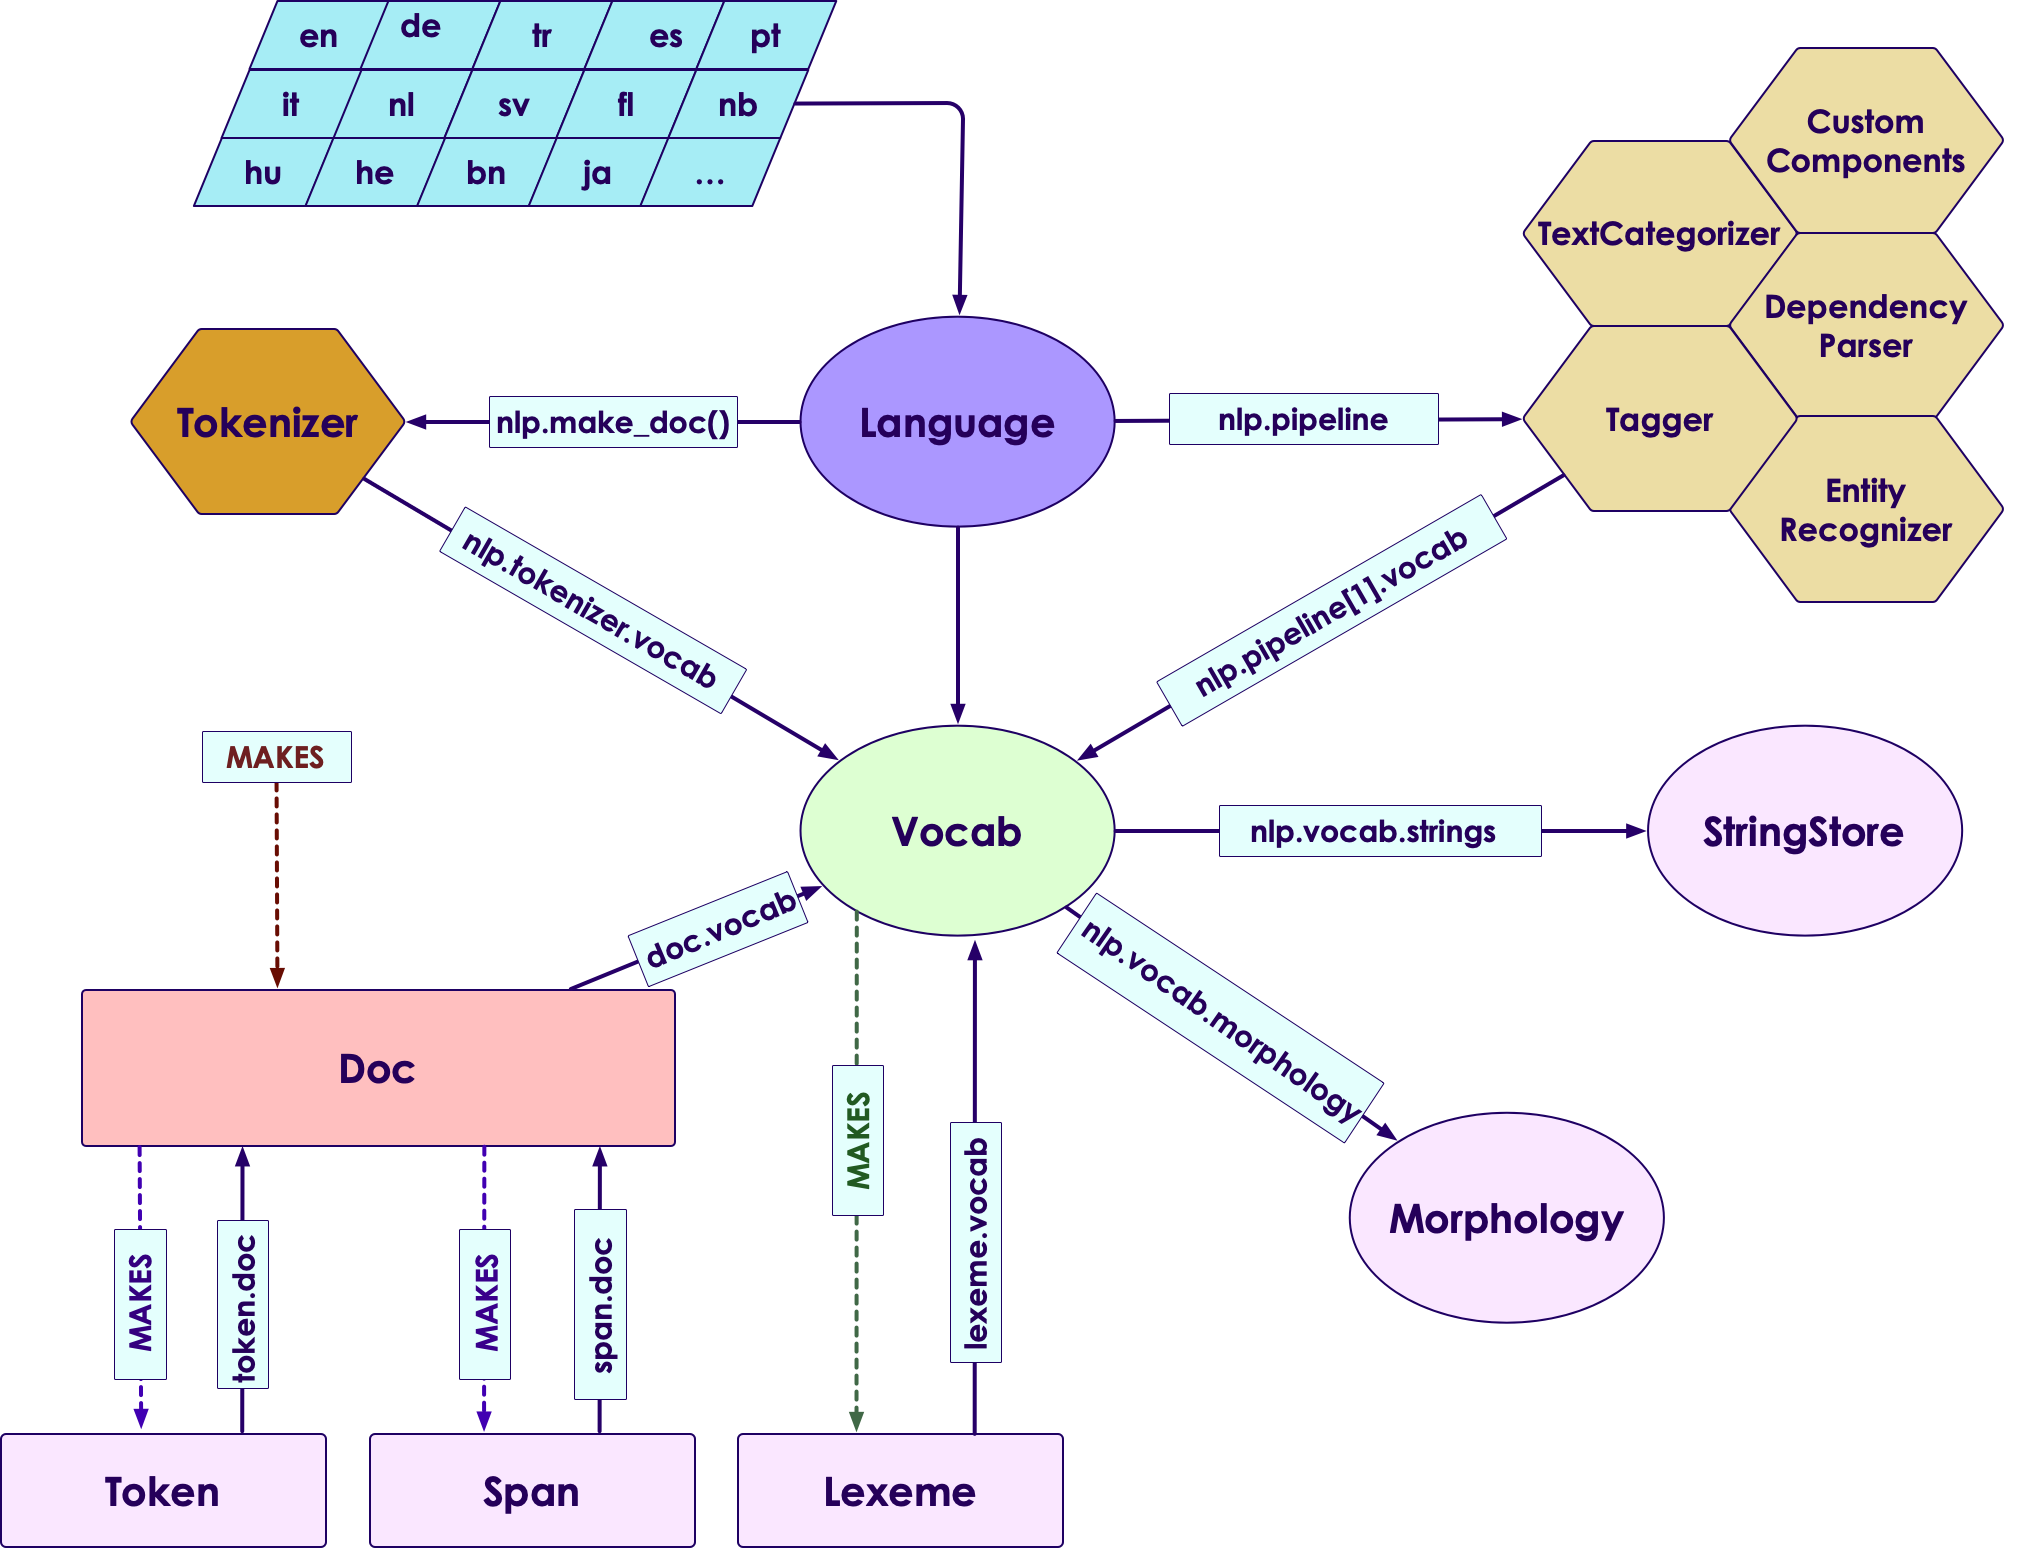 en de tr es pt
it nl sv fl nb
hu he bn ja ...
Custom
Components
TextCategorizer
Dependency
Parser
Tokenizer
nlp.make_doc()
Language
nlp.pipeline
Tagger
Entity
Recognizer
nlp.tokenizer.vocab
nlp.pipeline[1].vocab
MAKES
Vocab
nlp.vocab.strings
StringStore
doc.vocab
nlp.vocab.morphology
Doc
MAKES
lexeme.vocab
Morphology
MAKES
token.doc
MAKES
span.doc
Token
Span
Lexeme